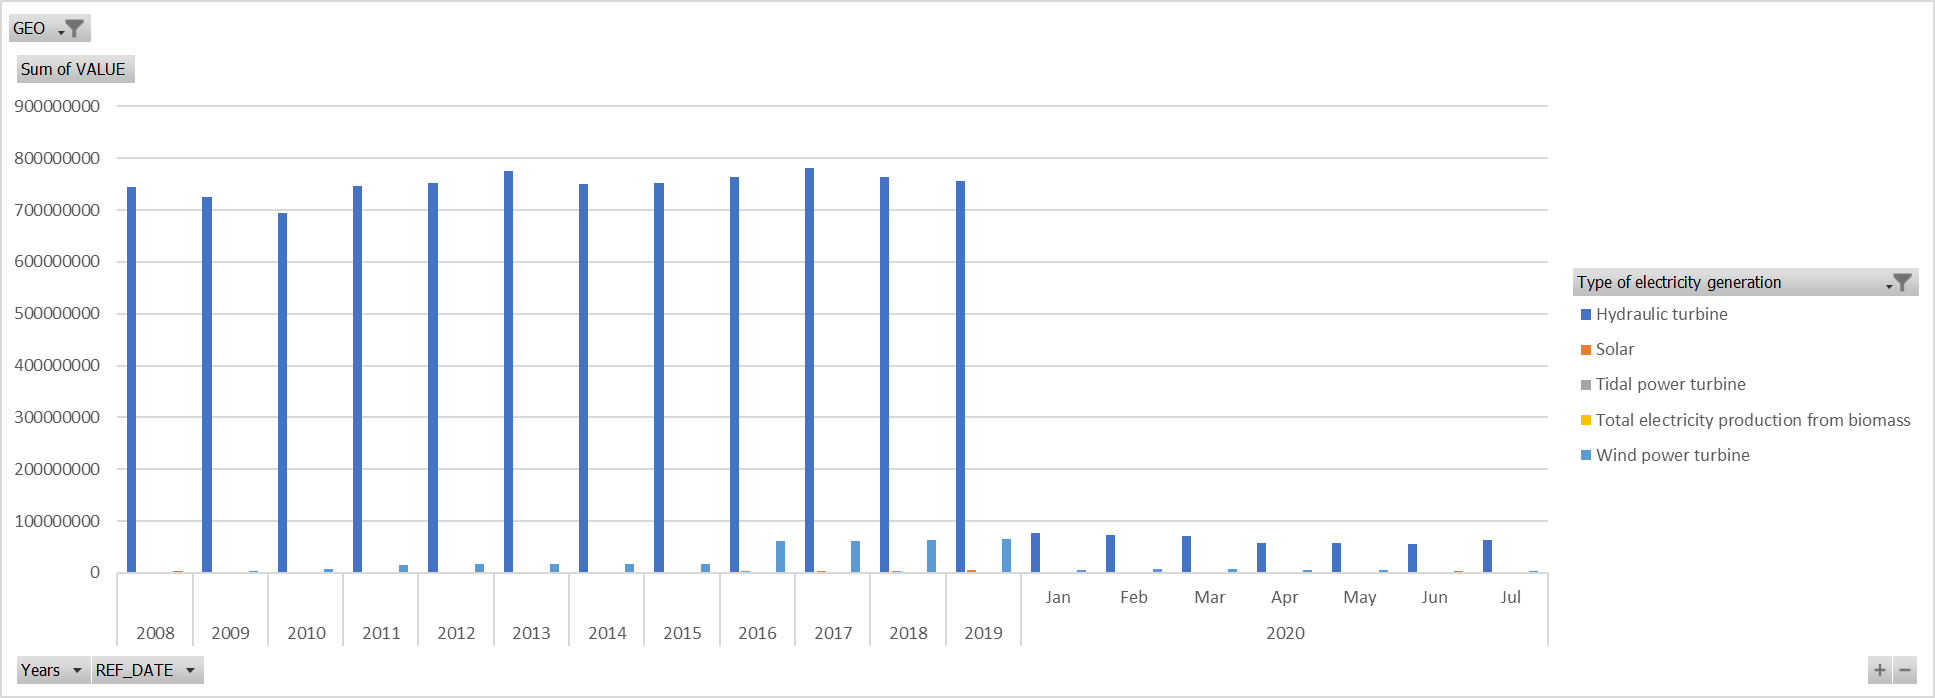 GEO
Sum of VALUE
900000000
800000000
700000000
600000000
500000000
400000000
300000000
200000000
100000000
0
Jan Feb Mar Apr May Jun Jul
2008 2009 2010 2011 2012 2013 2014 2015 2016 2017 2018 2019 2020
Years REF_DATE
Type of electricity generation
Hydraulic turbine
Solar
Tidal power turbine
Total electricity production from biomass
Wind power turbine
+ −